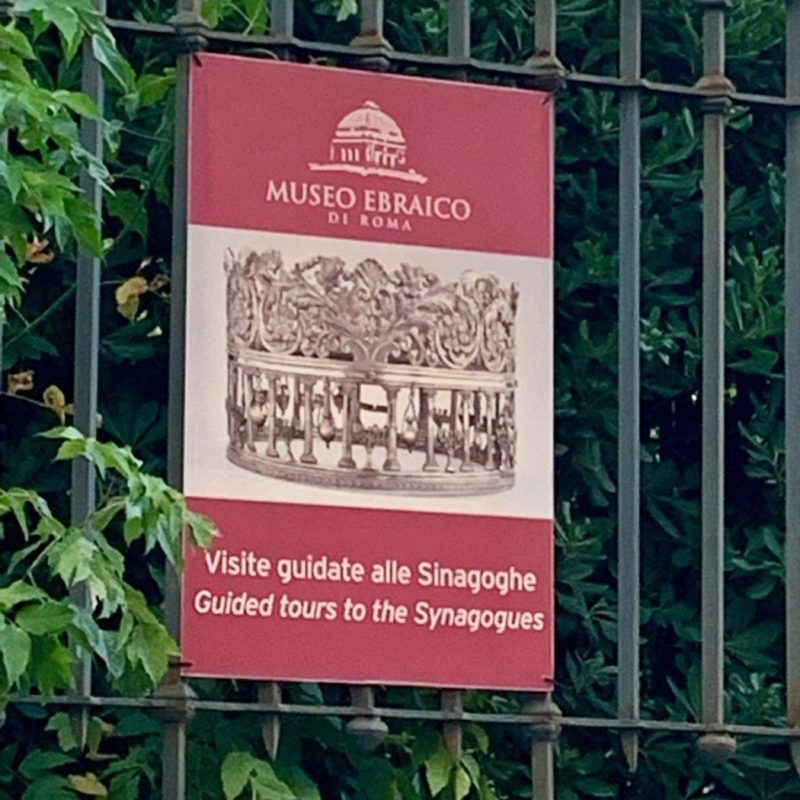 MUSEO EBRAICO
DI ROMA
Visite guidate alle Sinagoghe
Guided tours to the Synagogues